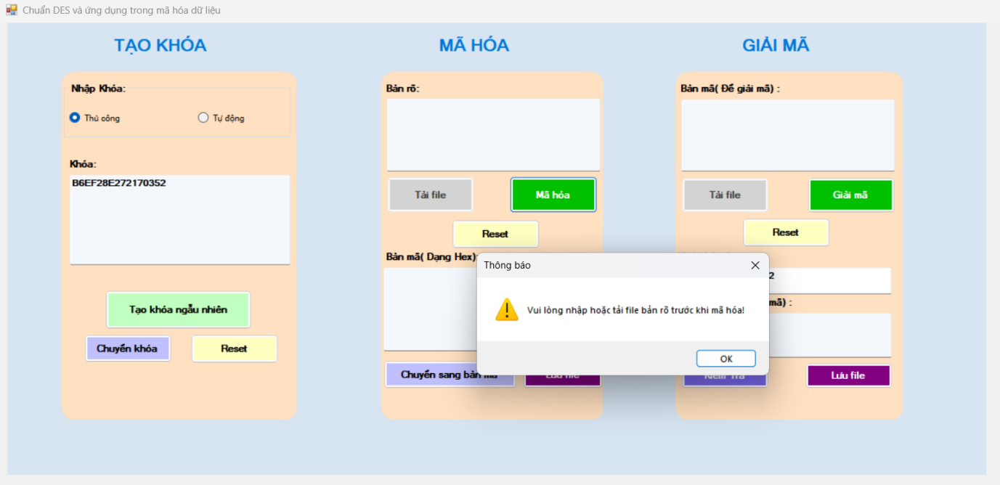 Chuẩn DES và ứng dụng trong mã hóa dữ liệu
TẠO KHÓA
Nhập Khóa:
Thủ công
Tự động
Khóa:
B6EF28E272170352
Tạo khóa ngẫu nhiên
Chuyển khóa
Reset
MÃ HÓA
Bản rõ:
Tải file
Mã hóa
Reset
Bản mã( Dạng Hex):
Chuyển sang bản mã
Lưu file
GIẢI MÃ
Bản mã( Để giải mã) :
Tải file
Giải mã
Reset
2
mã) :
Lưu file
Thông báo
Vui lòng nhập hoặc tải file bản rõ trước khi mã hóa!
OK